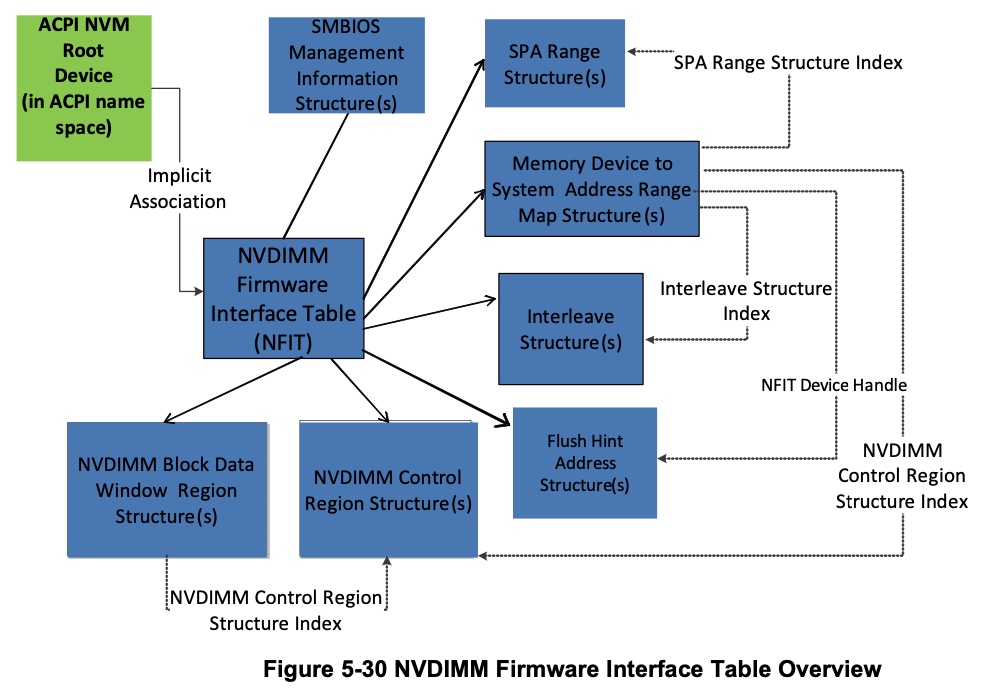 ACPI NVM
Root
Device
(in ACPI name
space)
SMBIOS
Management
Information
Structure(s)
SPA Range
Structure(s)
SPA Range Structure Index
Implicit
Association
Memory Device to
System Address Range
Map Structure(s)
NVDIMM
Firmware
Interface Table
(NFIT)
Interleave Structure
Index
Interleave
Structure(s)
NFIT Device Handle
Flush Hint
Address
Structure(s)
NVDIMM
Control Region
Structure Index
NVDIMM Block Data
Window Region
Structure(s)
NVDIMM Control
Region Structure(s)
NVDIMM Control Region
Structure Index
Figure 5-30 NVDIMM Firmware Interface Table Overview